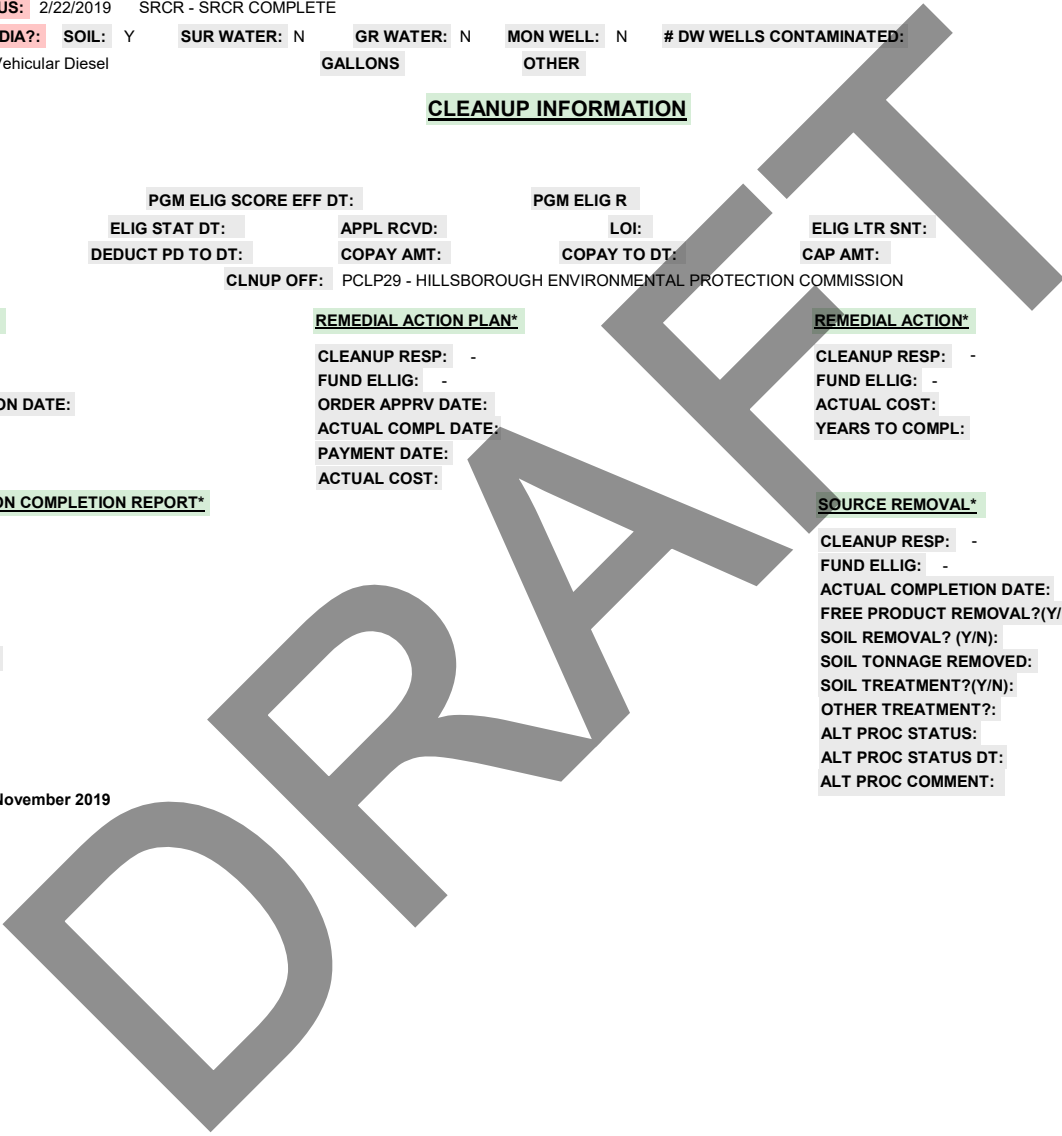 US: 2/22/2019 SRCR - SRCR COMPLETE
DIA?: SOIL: Y SUR WATER: N GR WATER: N MON WELL: N # DW WELLS CONTAMINATED:
Vehicular Diesel GALLONS OTHER
CLEANUP INFORMATION
PGM ELIG SCORE EFF DT: PGM ELIG R
ELIG STAT DT: APPL RCVD: LOI: ELIG LTR SNT:
DEDUCT PD TO DT: COPAY AMT: COPAY TO DT: CAP AMT:
CLNUP OFF: PCLP29 - HILLSBOROUGH ENVIRONMENTAL PROTECTION COMMISSION
ON DATE:
ON COMPLETION REPORT*
November 2019
REMEDIAL ACTION PLAN*
CLEANUP RESP: -
FUND ELLIG: -
ORDER APPRV DATE:
ACTUAL COMPL DATE:
PAYMENT DATE:
ACTUAL COST:
REMEDIAL ACTION*
CLEANUP RESP: -
FUND ELLIG: -
ACTUAL COST:
YEARS TO COMPL:
SOURCE REMOVAL*
CLEANUP RESP: -
FUND ELLIG: -
ACTUAL COMPLETION DATE:
FREE PRODUCT REMOVAL?(Y/
SOIL REMOVAL? (Y/N):
SOIL TONNAGE REMOVED:
SOIL TREATMENT?(Y/N):
OTHER TREATMENT?:
ALT PROC STATUS:
ALT PROC STATUS DT:
ALT PROC COMMENT:
DRAFT